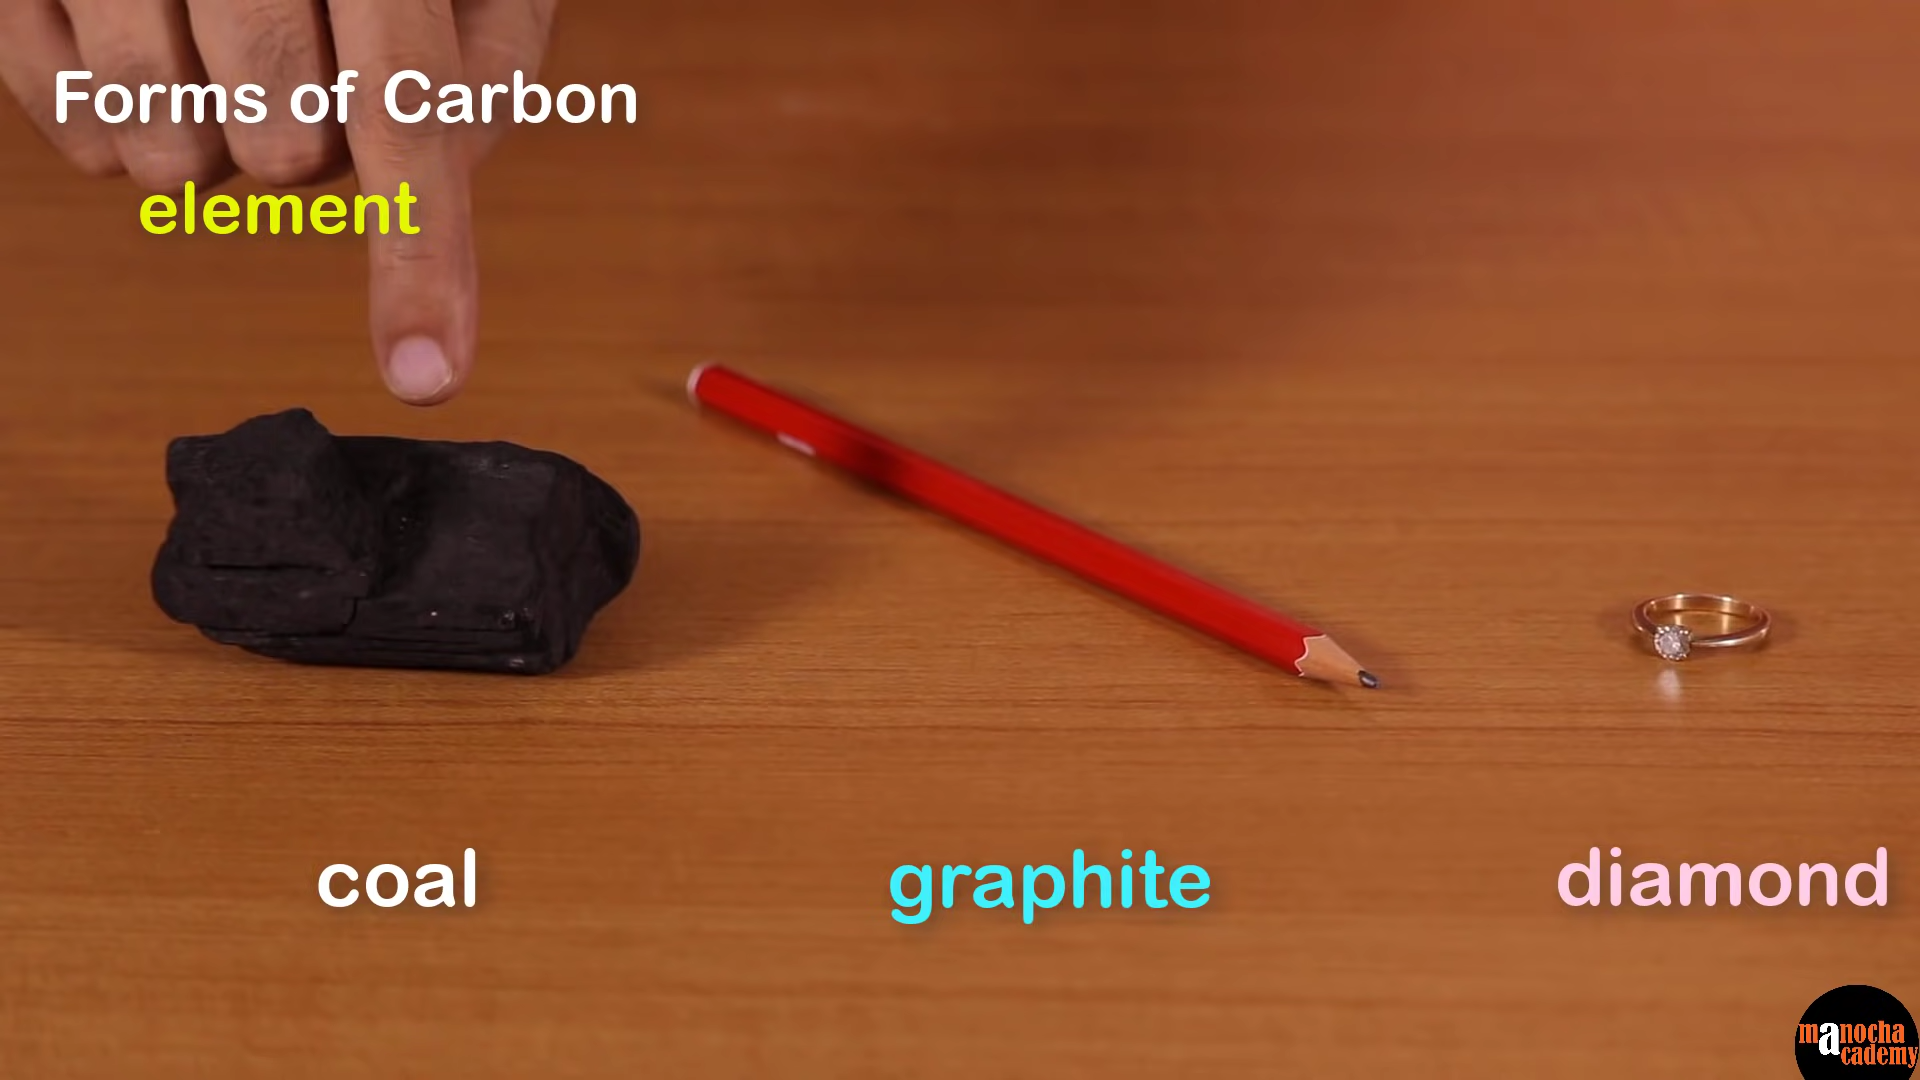 Forms of Carbon
element
coal
graphite
diamond
manocha
academy